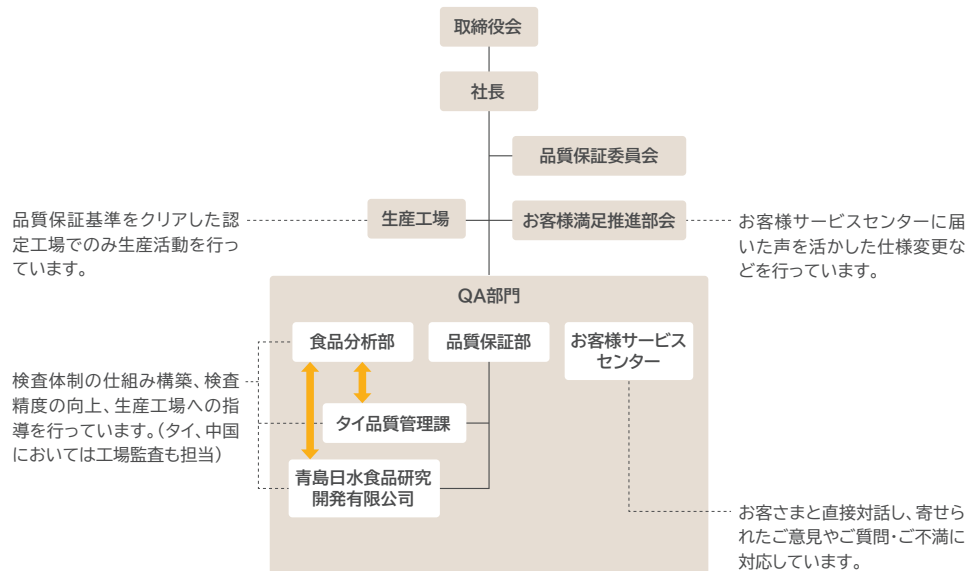 取締役会
社長
品質保証委員会
生産工場
お客様満足推進部会
品質保証基準をクリアした認
定工場でのみ生産活動を行っ
ています。
お客様サービスセンターに届
いた声を活かした仕様変更な
どを行っています。
QA部門
食品分析部
品質保証部
お客様サービス
センター
検査体制の仕組み構築、検査
精度の向上、生産工場への指
導を行っています。（タイ、中国
においては工場監査も担当）
タイ品質管理課
青島日水食品研究
開発有限公司
お客さまと直接対話し、寄せら
れたご意見やご質問・ご不満に
対応しています。